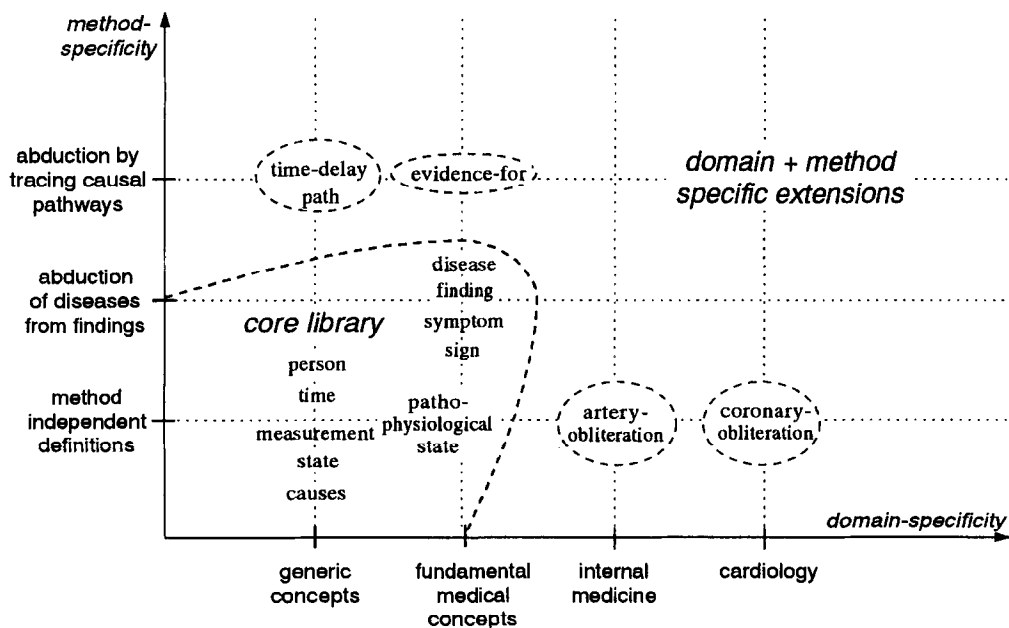 method-
specificity
abduction by
tracing causal
pathways
time-delay
path
evidence-for
domain + method
specific extensions
abduction
of diseases
from findings
disease
finding
core library
symptom
sign
person
time
method
independent
definitions
patho-
physiological
state
measurement
state
causes
artery-
obliteration
coronary-
obliteration
domain-specificity
generic
concepts
fundamental
medical
concepts
internal
medicine
cardiology